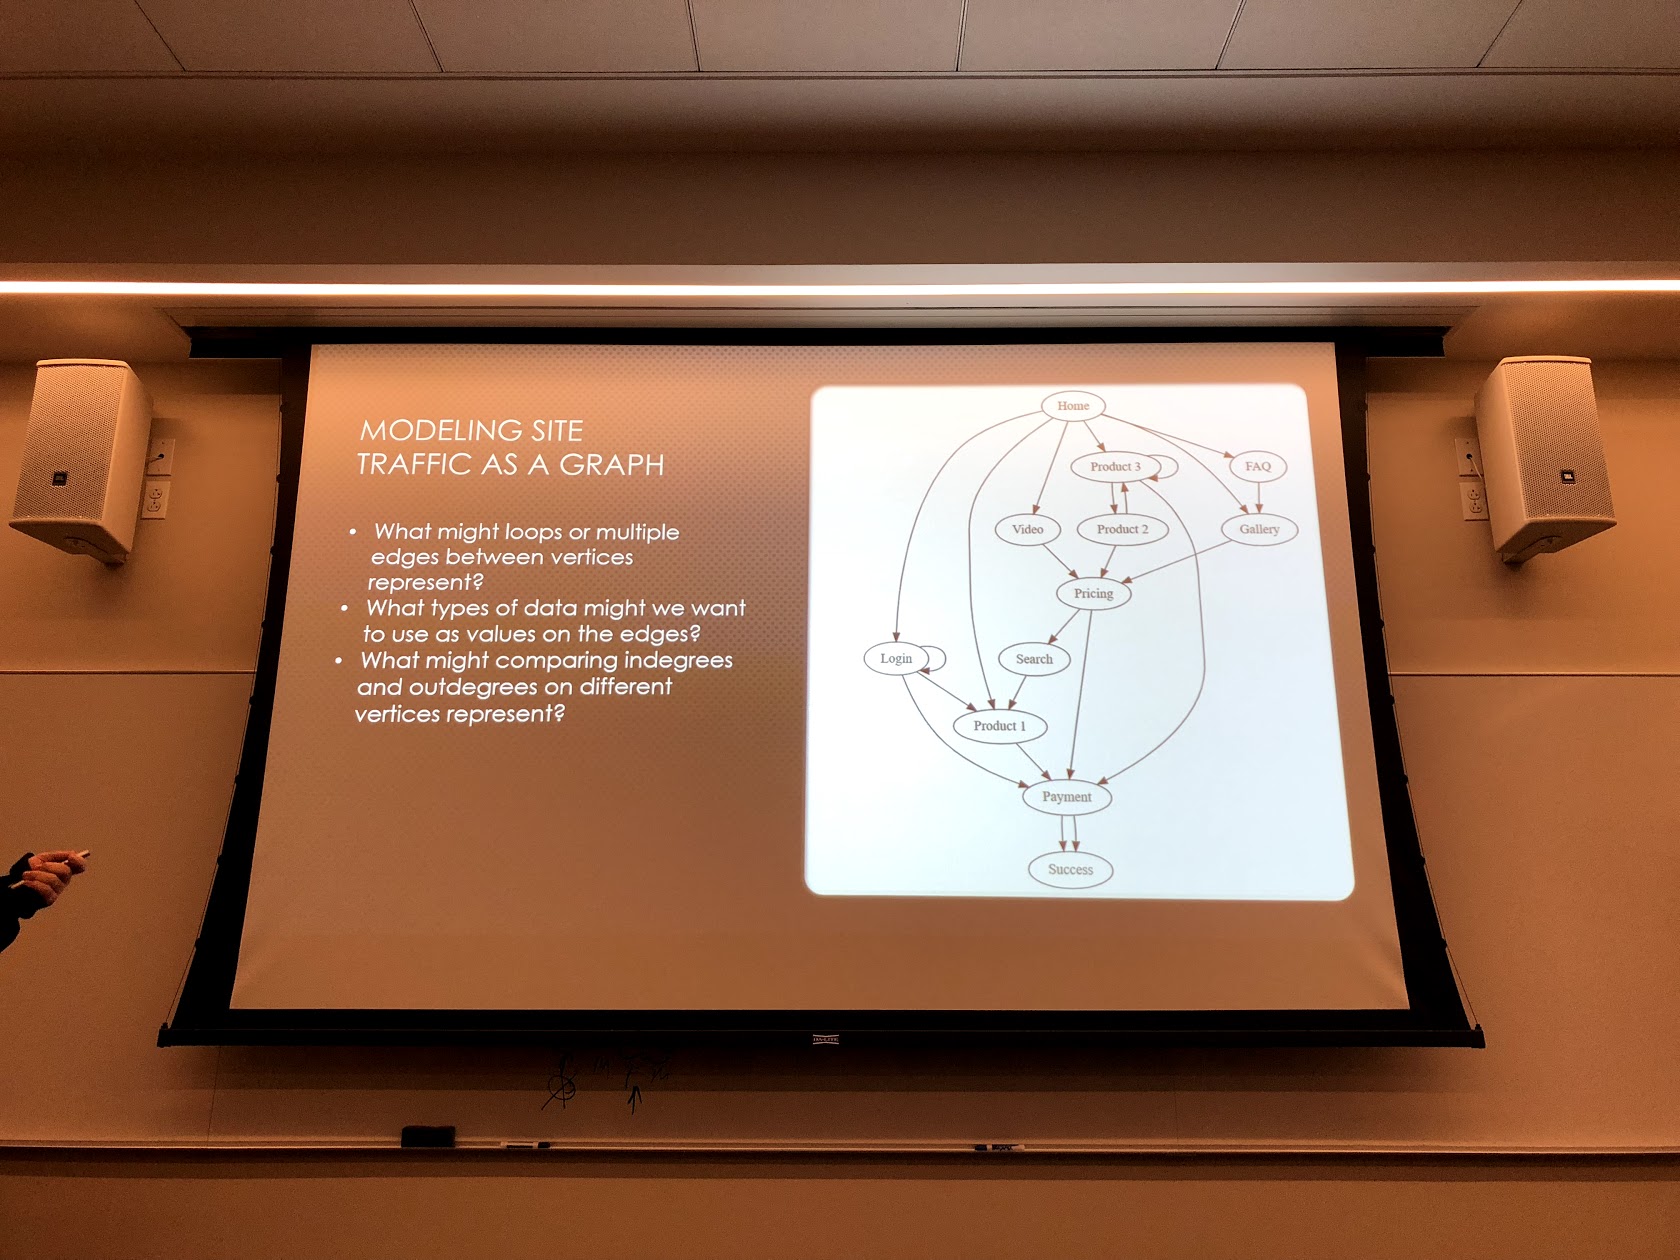 MODELING SITE
TRAFFIC AS A GRAPH
• What might loops or multiple
edges between vertices
represent?
• What types of data might we want
to use as values on the edges?
• What might comparing indegrees
and outdegrees on different
vertices represent?
Home
Product 3
FAQ
Video
Product 2
Gallery
Pricing
Login
Search
Product 1
Payment
Success
JBL
JBL
DA-LITE